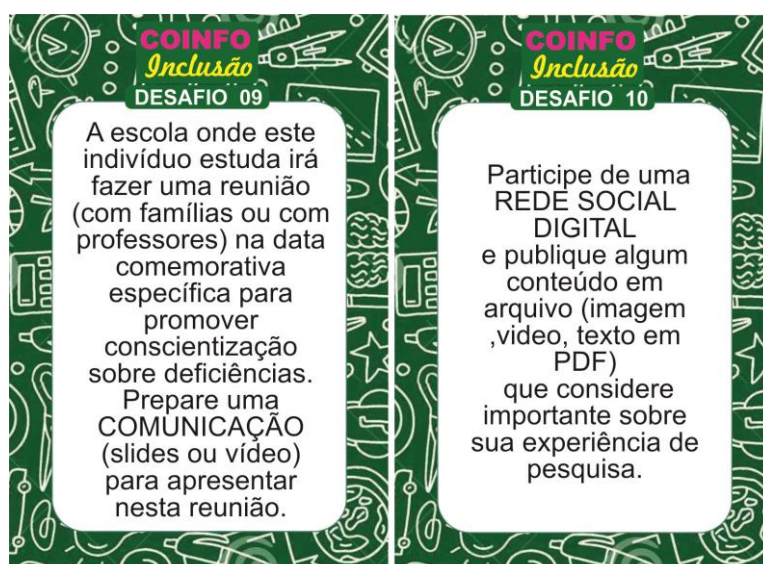 COINFO
Inclusão
DESAFIO 09
A escola onde este
indivíduo estuda irá
fazer uma reunião
(com famílias ou com
professores) na data
comemorativa
específica para
promover
conscientização
sobre deficiências.
Prepare uma
COMUNICAÇÃO
(slides ou vídeo)
para apresentar
nesta reunião.
COINFO
Inclusão
DESAFIO 10
Participe de uma
REDE SOCIAL
DIGITAL
e publique algum
conteúdo em
arquivo (imagem
,video, texto em
PDF)
que considere
importante sobre
sua experiência de
pesquisa.